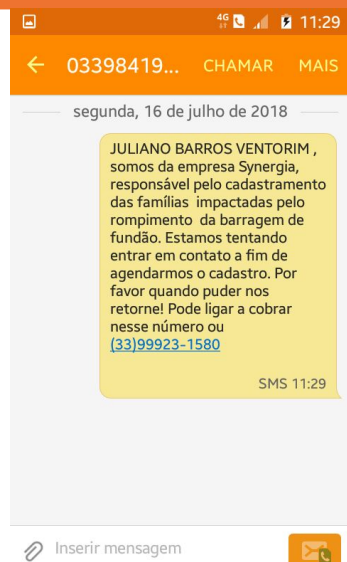 4G 11:29
03398419... CHAMAR MAIS
segunda, 16 de julho de 2018
JULIANO BARROS VENTORIM ,
somos da empresa Synergia,
responsável pelo cadastramento
das famílias impactadas pelo
rompimento da barragem de
fundão. Estamos tentando
entrar em contato a fim de
agendarmos o cadastro. Por
favor quando puder nos
retorne! Pode ligar a cobrar
nesse número ou
(33)99923-1580
SMS 11:29
Inserir mensagem